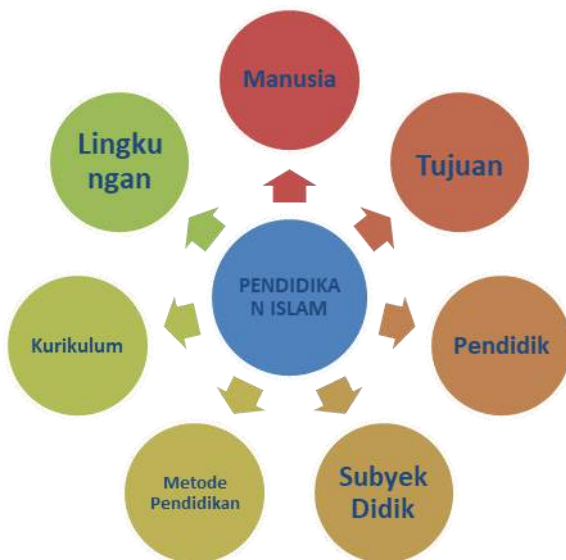 Manusia
Tujuan
Pendidik
Subyek
Didik
Metode
Pendidikan
Kurikulum
Lingku
ngan
PENDIDIKA
N ISLAM